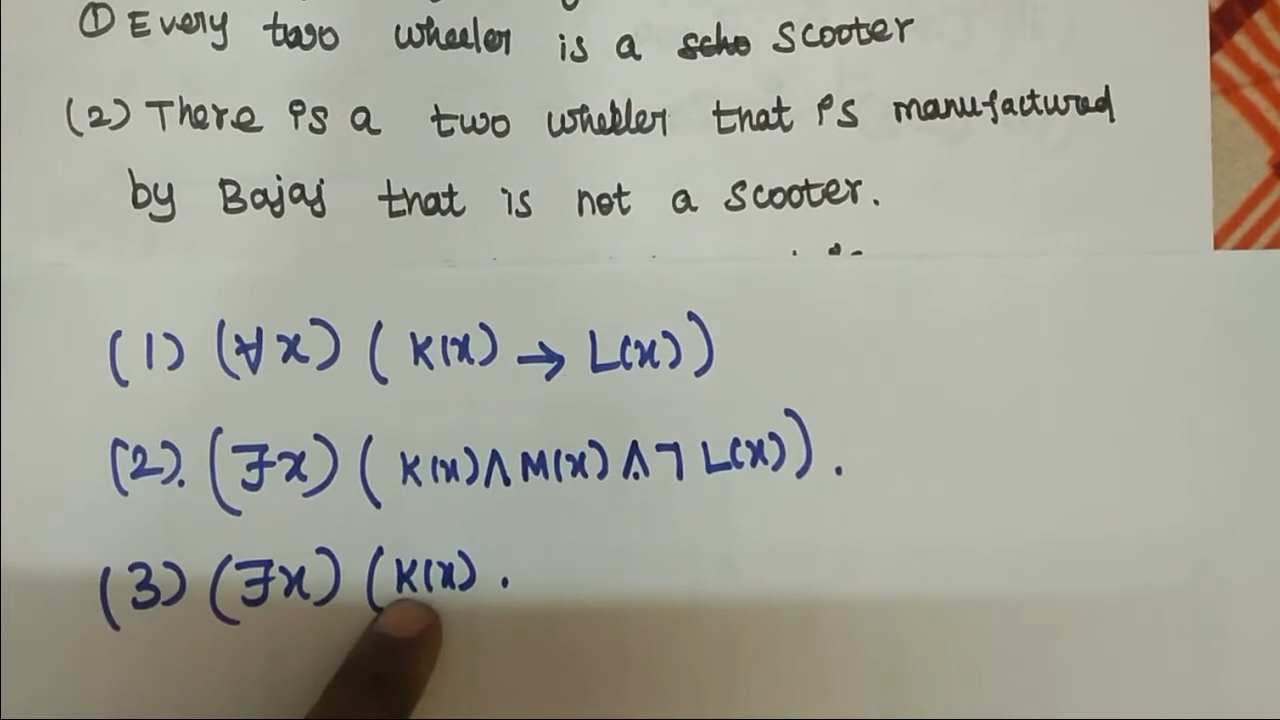 ① Every two wheeler is a scooter
(2) There is a two wheeler that is manufactured
by Bajaj that is not a scooter.
(1) (∀x) (K(x) → L(x))
(2). (∃x) (K(x) ∧ M(x) ∧ ¬ L(x)).
(3) (∃x) (K(x).